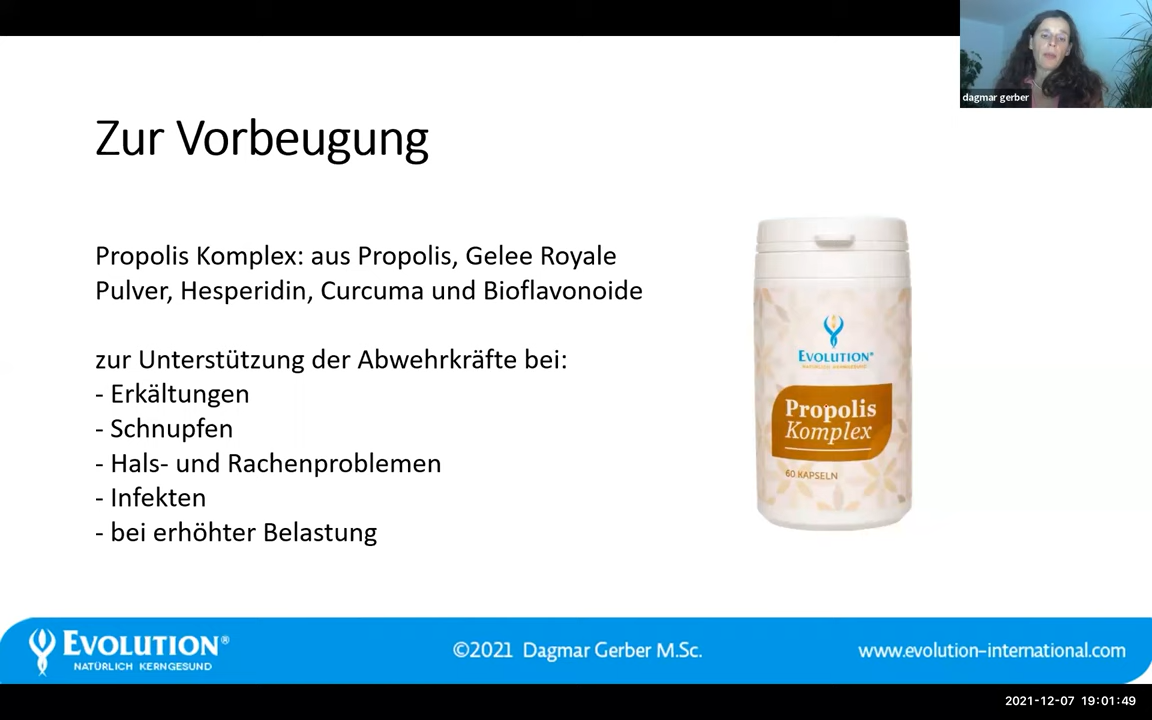 dagmar gerber
Zur Vorbeugung
Propolis Komplex: aus Propolis, Gelee Royale
Pulver, Hesperidin, Curcuma und Bioflavonoide
zur Unterstützung der Abwehrkräfte bei:
- Erkältungen
- Schnupfen
- Hals- und Rachenproblemen
- Infekten
- bei erhöhter Belastung
EVOLUTION®
NATÜRLICH KERNGESUND
Propolis
Komplex
60 KAPSELN
EVOLUTION®
NATÜRLICH KERNGESUND
©2021 Dagmar Gerber M.Sc.
www.evolution-international.com
2021-12-07 19:01:49